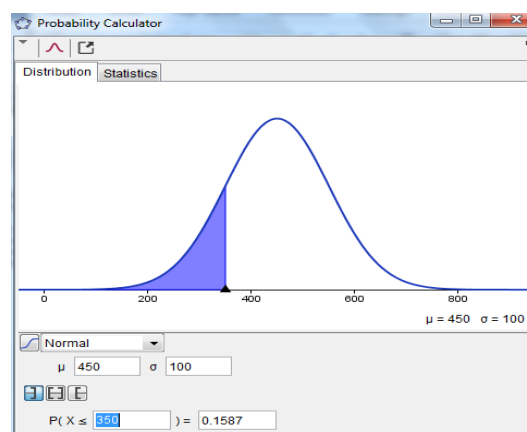 Probability Calculator
Distribution Statistics
0 200 400 600 800
μ = 450 σ = 100
Normal
μ 450 σ 100
P( X ≤ 350 ) = 0.1587